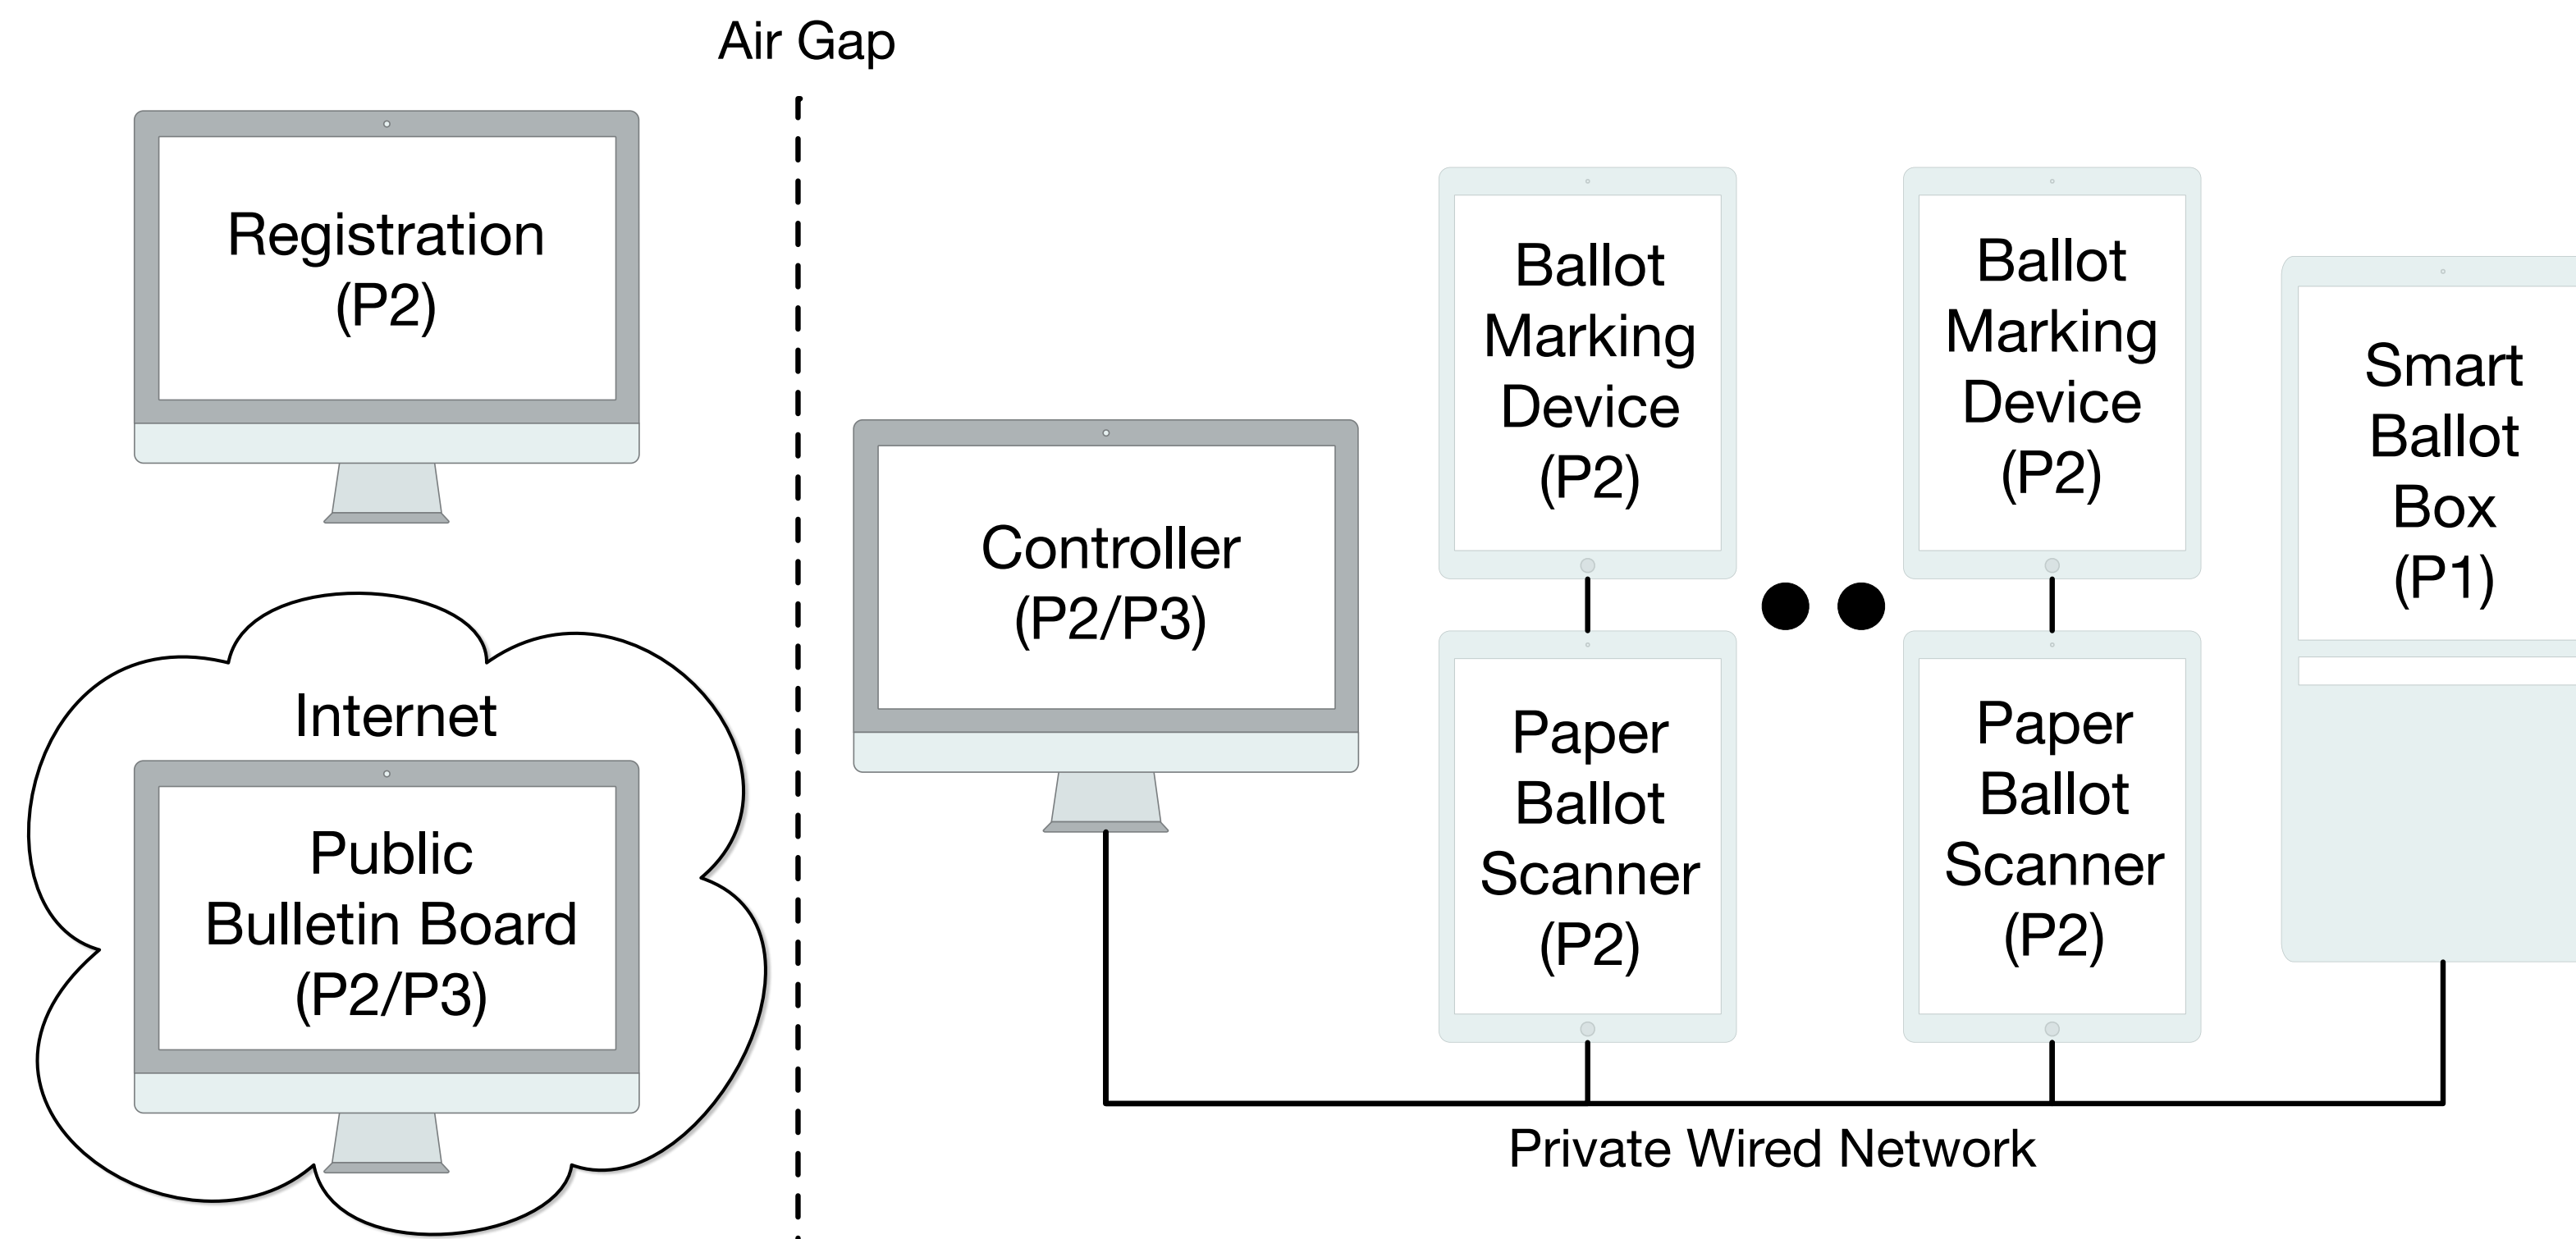 Air Gap
Registration
(P2)
Internet
Public
Bulletin Board
(P2/P3)
Controller
(P2/P3)
Ballot
Marking
Device
(P2)
Paper
Ballot
Scanner
(P2)
Ballot
Marking
Device
(P2)
Paper
Ballot
Scanner
(P2)
Smart
Ballot
Box
(P1)
Private Wired Network